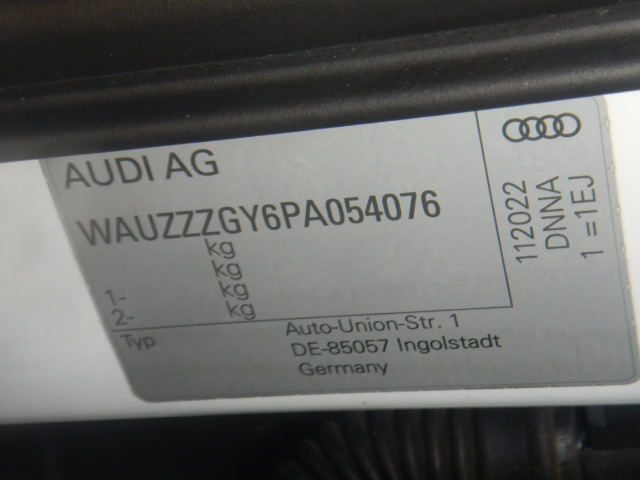 AUDI AG
WAUZZZGY6PA054076
kg
kg
1- kg
2- kg
Typ
Auto-Union-Str. 1
DE-85057 Ingolstadt
Germany
112022
DNNA
1 =1EJ